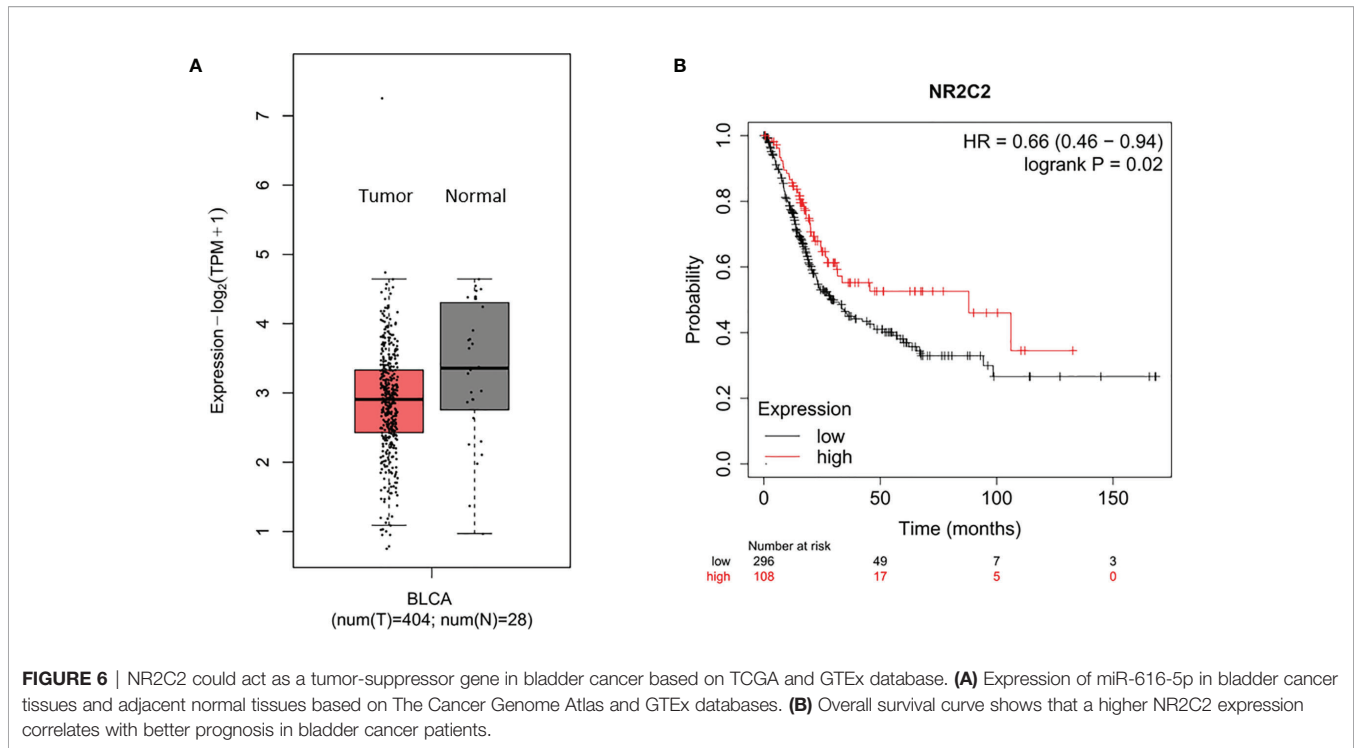 A
Expression − log₂(TPM + 1)
7
6
5
4
3
2
1
Tumor Normal
BLCA
(num(T)=404; num(N)=28)
B
NR2C2
HR = 0.66 (0.46 − 0.94)
logrank P = 0.02
Probability
1.0
0.8
0.6
0.4
0.2
0.0
Expression
low
high
0 50 100 150
Time (months)
Number at risk
low 296 49 7 3
high 108 17 5 0
FIGURE 6 | NR2C2 could act as a tumor-suppressor gene in bladder cancer based on TCGA and GTEx database. (A) Expression of miR-616-5p in bladder cancer
tissues and adjacent normal tissues based on The Cancer Genome Atlas and GTEx databases. (B) Overall survival curve shows that a higher NR2C2 expression
correlates with better prognosis in bladder cancer patients.